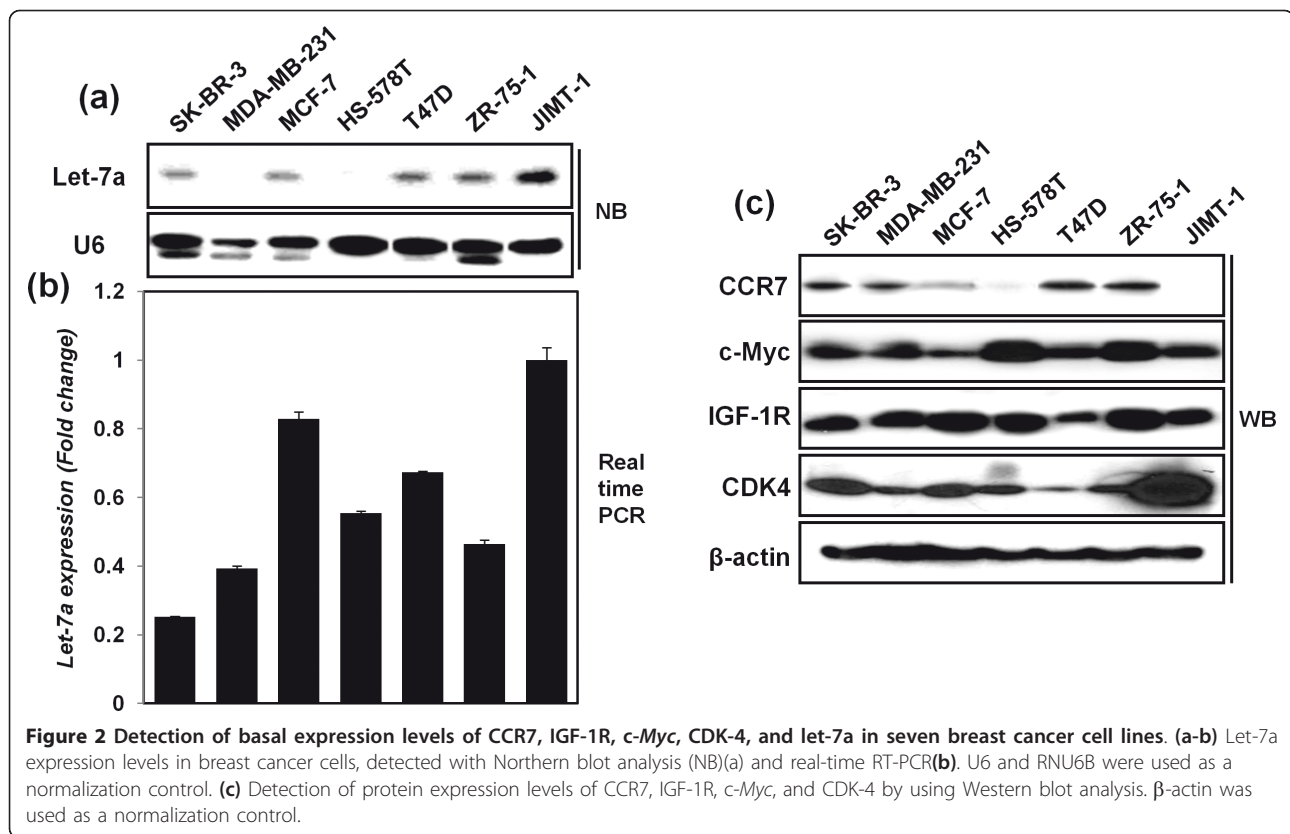 (a)
SK-BR-3 MDA-MB-231 MCF-7 HS-578T T47D ZR-75-1 JIMT-1
Let-7a
U6
NB
(b)
Let-7a expression (Fold change)
1.2
1
0.8
0.6
0.4
0.2
0
Real
time
PCR
(c)
SK-BR-3 MDA-MB-231 MCF-7 HS-578T T47D ZR-75-1 JIMT-1
CCR7
c-Myc
IGF-1R
CDK4
β-actin
WB
Figure 2 Detection of basal expression levels of CCR7, IGF-1R, c-Myc, CDK-4, and let-7a in seven breast cancer cell lines. (a-b) Let-7a
expression levels in breast cancer cells, detected with Northern blot analysis (NB)(a) and real-time RT-PCR(b). U6 and RNU6B were used as a
normalization control. (c) Detection of protein expression levels of CCR7, IGF-1R, c-Myc, and CDK-4 by using Western blot analysis. β-actin was
used as a normalization control.